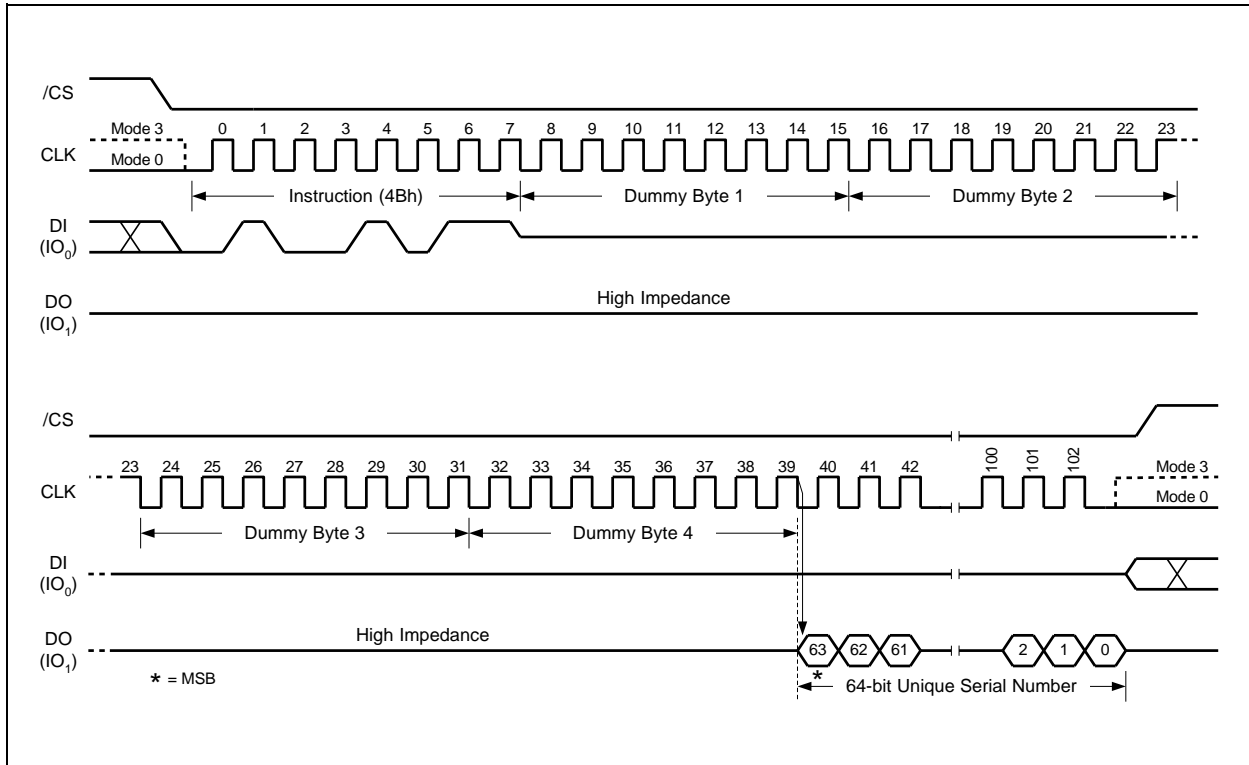 /CS
Mode 3
0 1 2 3 4 5 6 7 8 9 10 11 12 13 14 15 16 17 18 19 20 21 22 23
CLK
Mode 0
Instruction (4Bh) Dummy Byte 1 Dummy Byte 2
DI
(IO0)
High Impedance
DO
(IO1)
/CS
23 24 25 26 27 28 29 30 31 32 33 34 35 36 37 38 39 40 41 42 100 101 102
Mode 3
CLK
Mode 0
Dummy Byte 3 Dummy Byte 4
DI
(IO0)
High Impedance
DO
(IO1)
63 62 61 2 1 0
* = MSB
*
64-bit Unique Serial Number